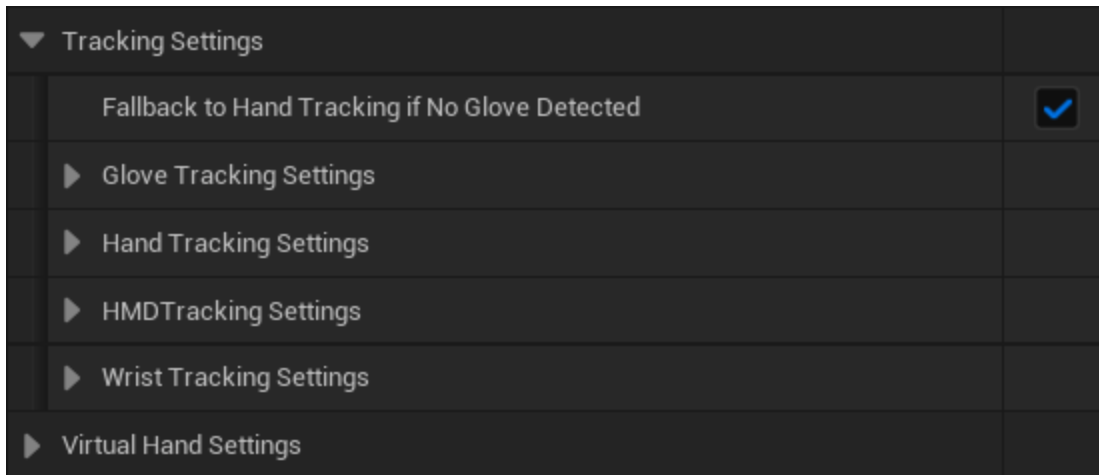 Tracking Settings
Fallback to Hand Tracking if No Glove Detected
Glove Tracking Settings
Hand Tracking Settings
HMDTracking Settings
Wrist Tracking Settings
Virtual Hand Settings